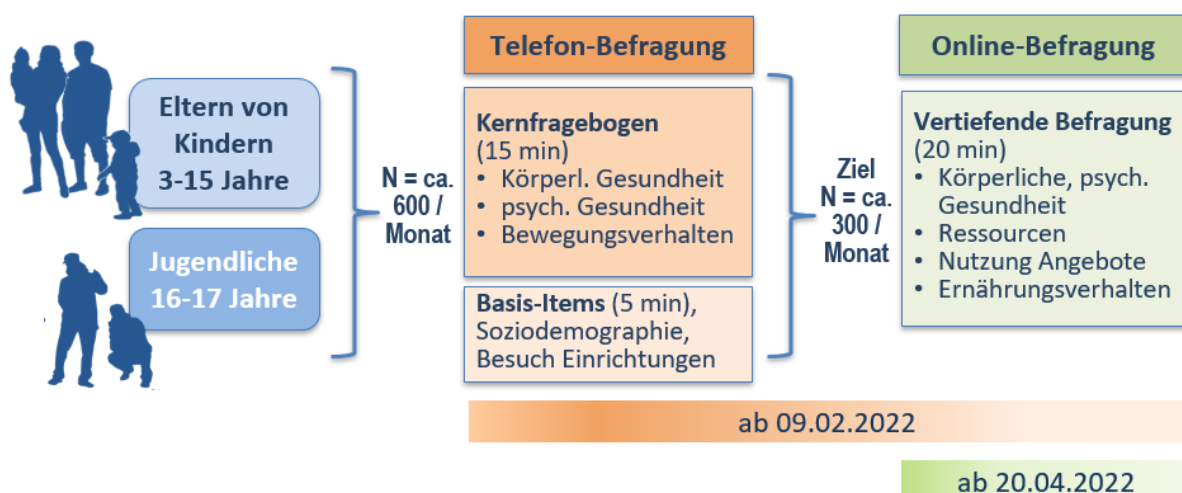 Eltern von
Kindern
3-15 Jahre
Jugendliche
16-17 Jahre
N = ca.
600 /
Monat
Telefon-Befragung
Kernfragebogen
(15 min)
• Körperl. Gesundheit
• psych. Gesundheit
• Bewegungsverhalten
Basis-Items (5 min),
Soziodemographie,
Besuch Einrichtungen
Ziel
N = ca.
300 /
Monat
Online-Befragung
Vertiefende Befragung
(20 min)
• Körperliche, psych.
Gesundheit
• Ressourcen
• Nutzung Angebote
• Ernährungsverhalten
ab 09.02.2022
ab 20.04.2022